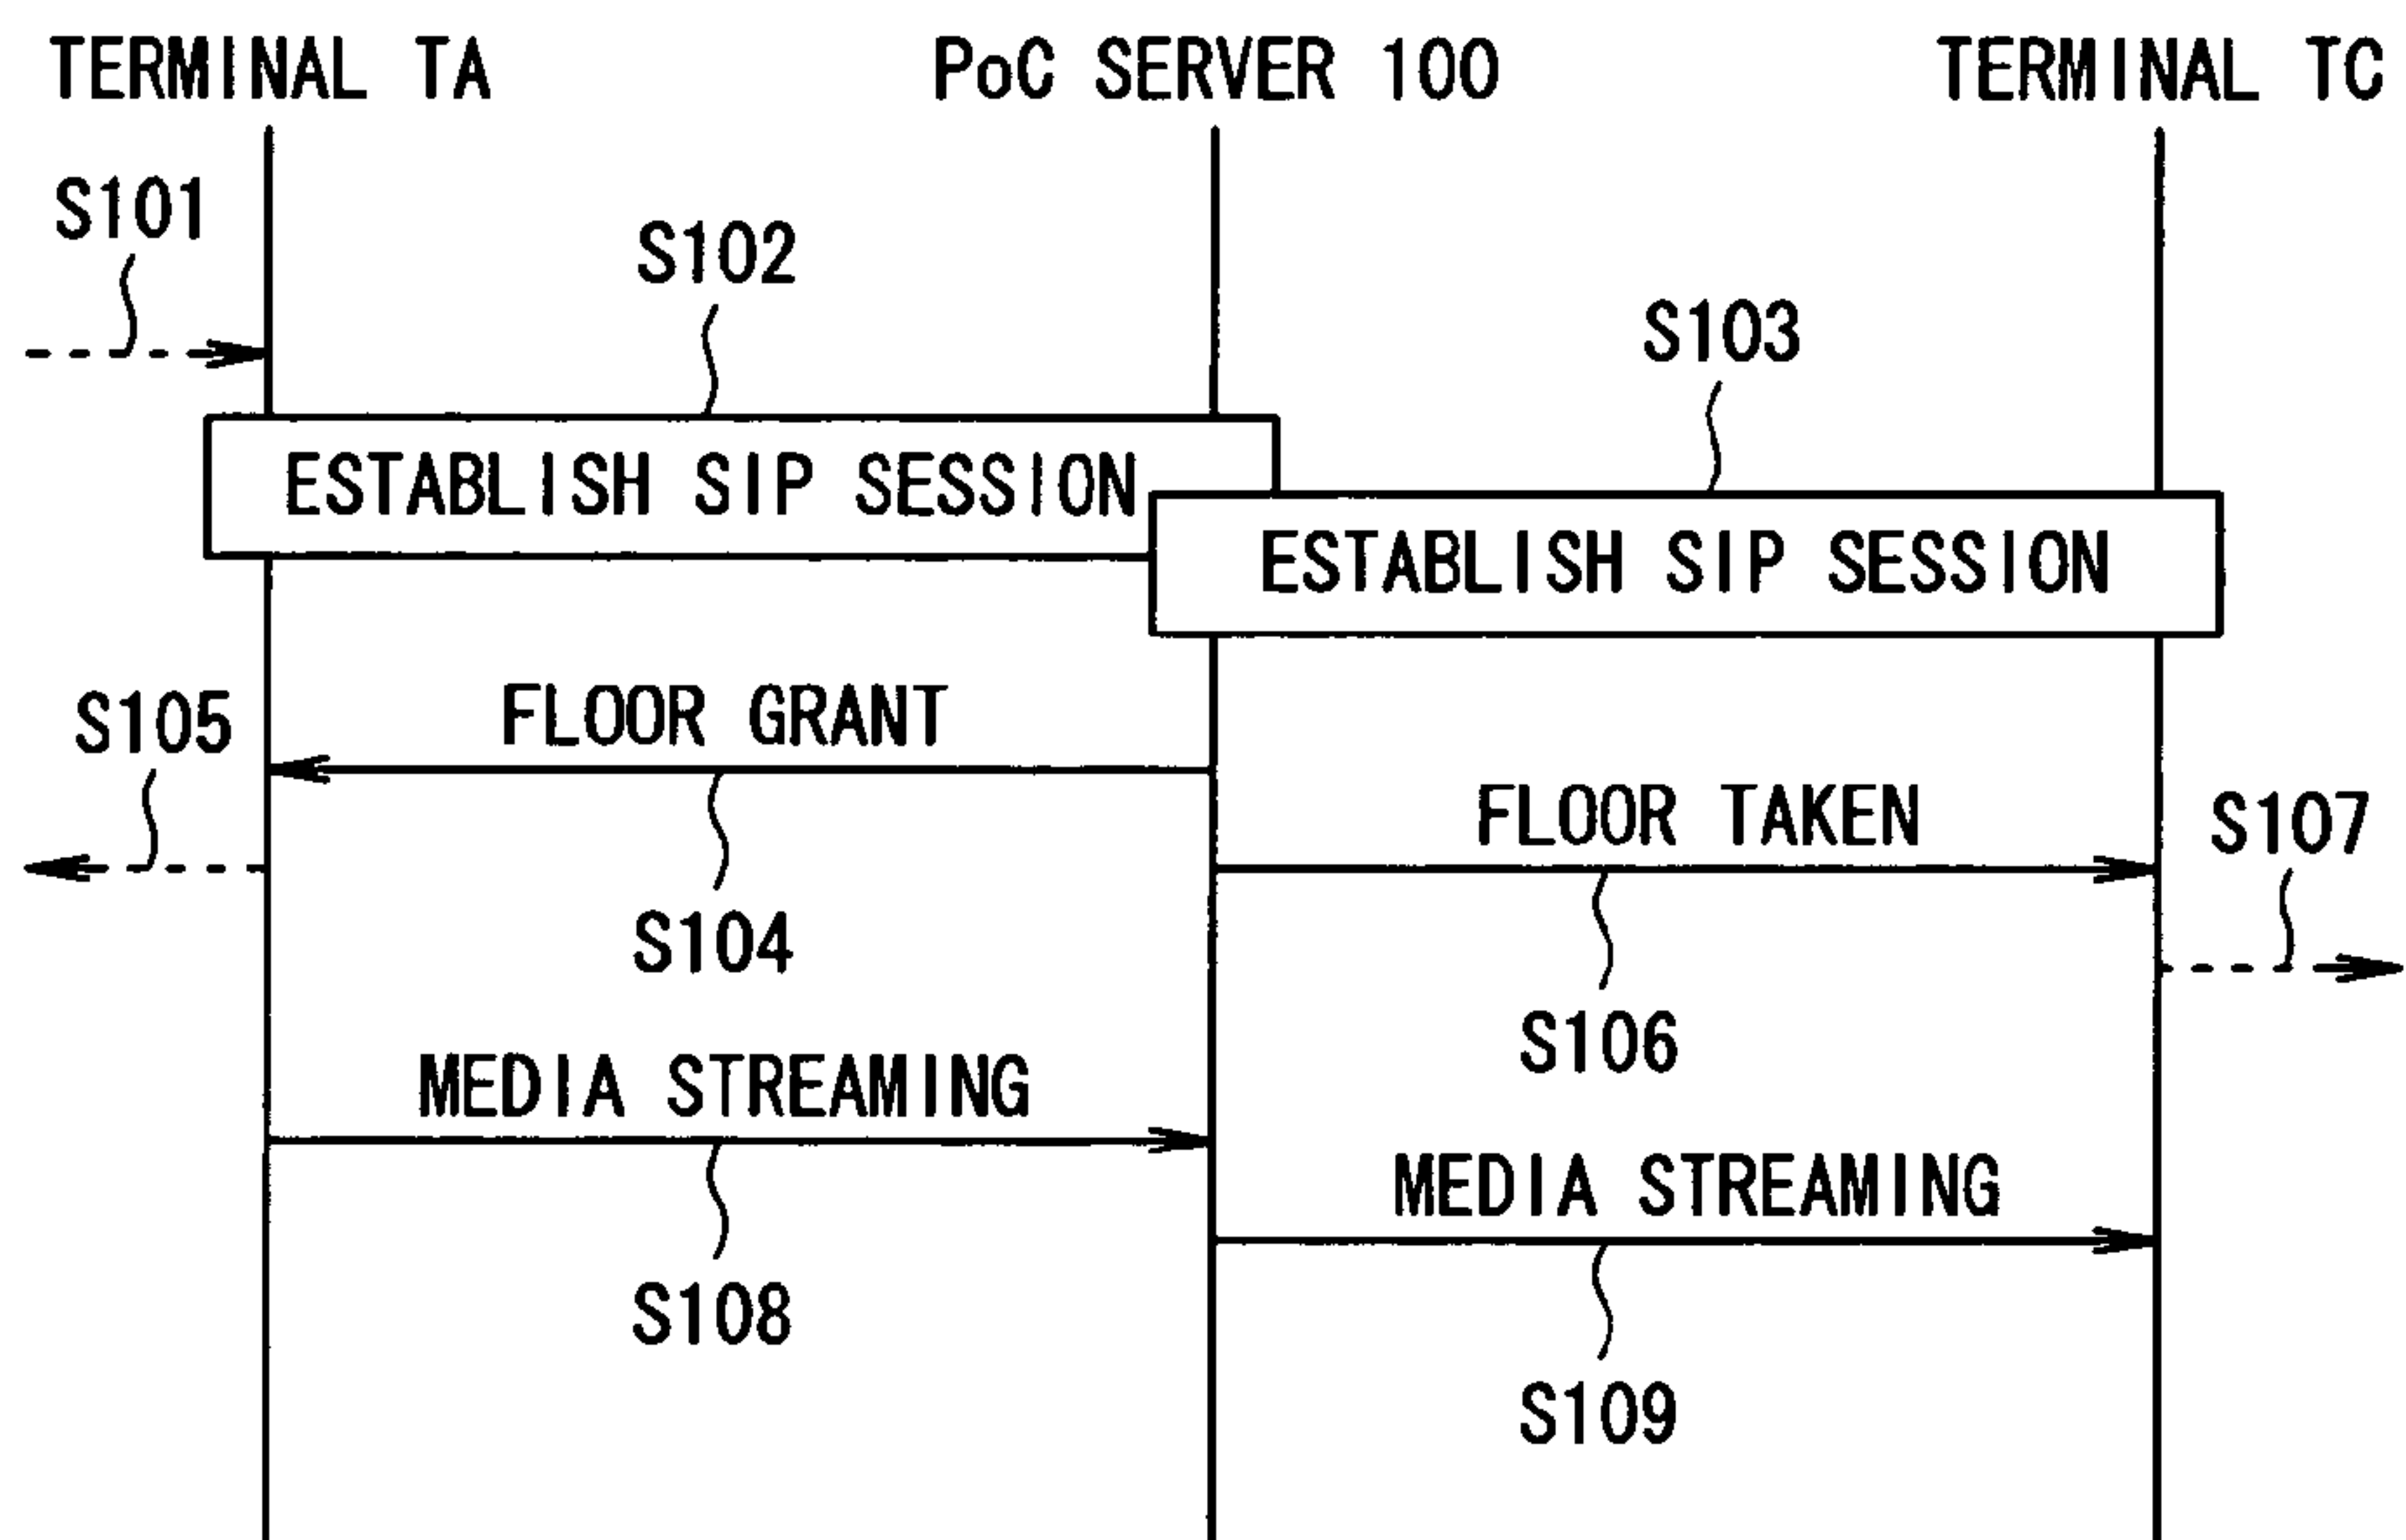 TERMINAL TA
PoC SERVER 100
TERMINAL TC
S101
S102
S103
ESTABLISH SIP SESSION
ESTABLISH SIP SESSION
FLOOR GRANT
S105
FLOOR TAKEN
S107
S104
S106
MEDIA STREAMING
MEDIA STREAMING
S108
S109